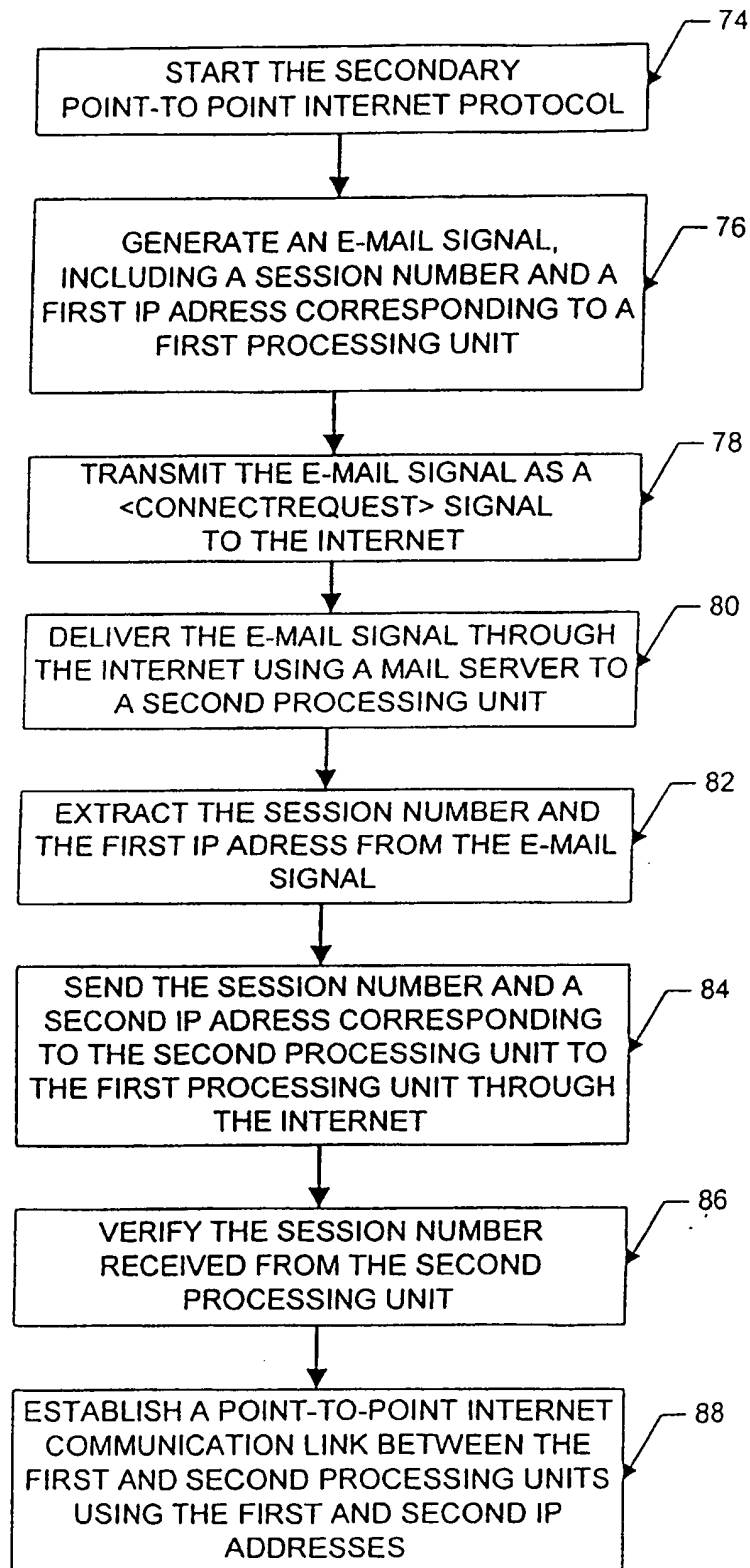 74
START THE SECONDARY
POINT-TO POINT INTERNET PROTOCOL
76
GENERATE AN E-MAIL SIGNAL,
INCLUDING A SESSION NUMBER AND A
FIRST IP ADRESS CORRESPONDING TO A
FIRST PROCESSING UNIT
78
TRANSMIT THE E-MAIL SIGNAL AS A
<CONNECTREQUEST> SIGNAL
TO THE INTERNET
80
DELIVER THE E-MAIL SIGNAL THROUGH
THE INTERNET USING A MAIL SERVER TO
A SECOND PROCESSING UNIT
82
EXTRACT THE SESSION NUMBER AND
THE FIRST IP ADRESS FROM THE E-MAIL
SIGNAL
84
SEND THE SESSION NUMBER AND A
SECOND IP ADRESS CORRESPONDING
TO THE SECOND PROCESSING UNIT TO
THE FIRST PROCESSING UNIT THROUGH
THE INTERNET
86
VERIFY THE SESSION NUMBER
RECEIVED FROM THE SECOND
PROCESSING UNIT
88
ESTABLISH A POINT-TO-POINT INTERNET
COMMUNICATION LINK BETWEEN THE
FIRST AND SECOND PROCESSING UNITS
USING THE FIRST AND SECOND IP
ADDRESSES